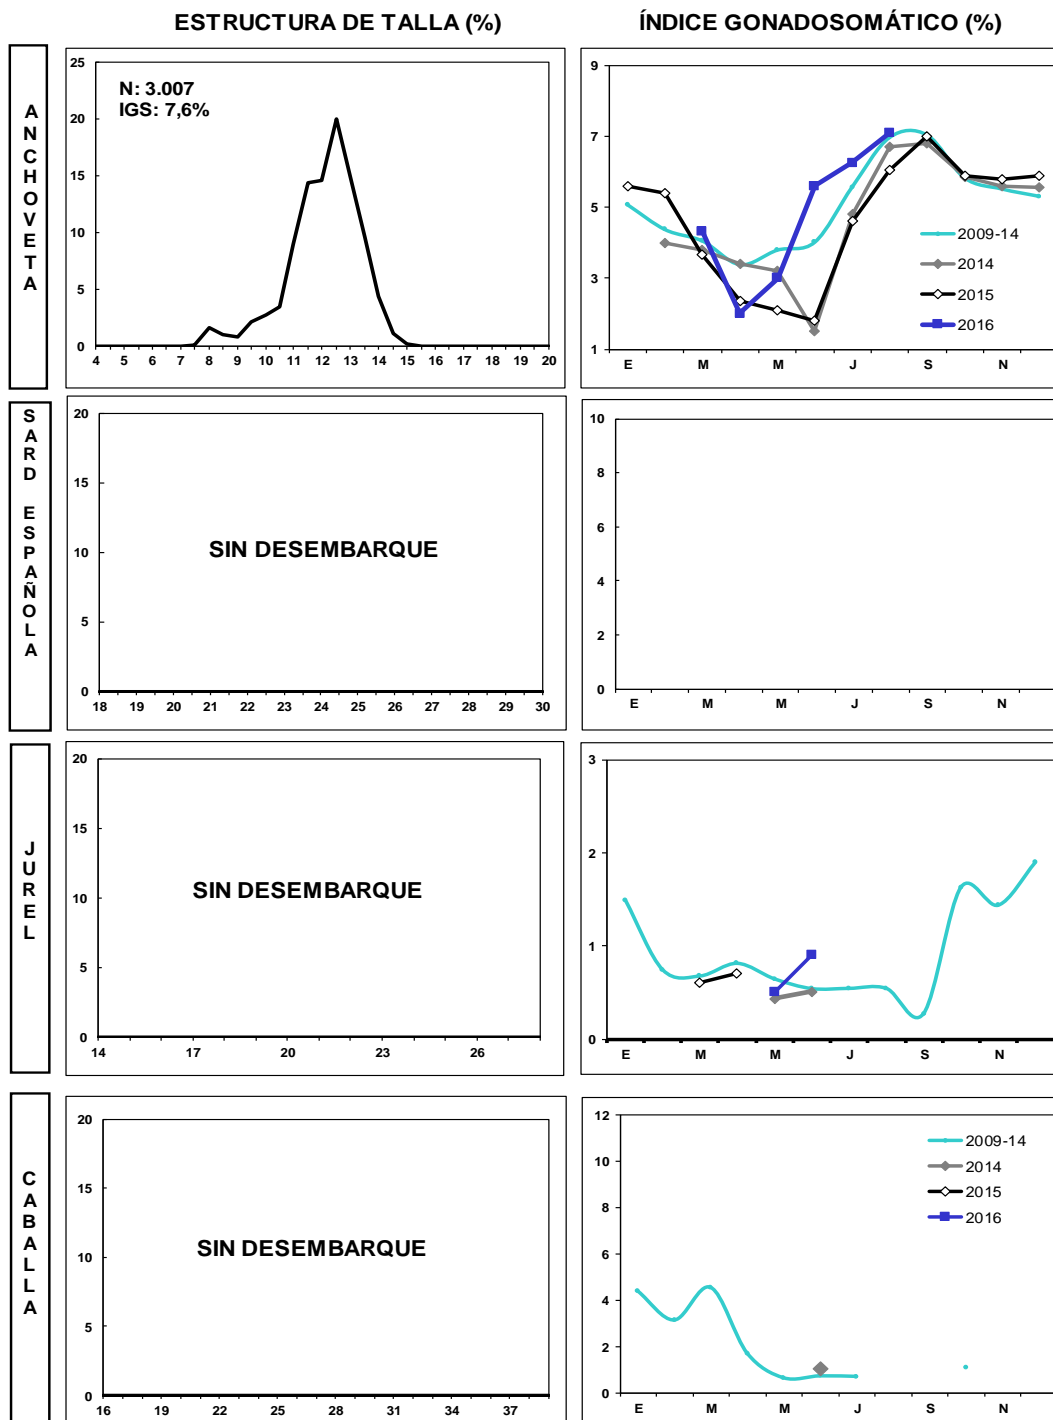 ESTRUCTURA DE TALLA (%)
ÍNDICE GONADOSOMÁTICO (%)
ANCHOVETA
N: 3.007
IGS: 7,6%
25
20
15
10
5
0
4 5 6 7 8 9 10 11 12 13 14 15 16 17 18 19 20
9
7
5
3
1
E M M J S N
2009-14
2014
2015
2016
SARD ESPAÑOLA
20
15
10
5
0
SIN DESEMBARQUE
18 19 20 21 22 23 24 25 26 27 28 29 30
10
8
6
4
2
0
E M M J S N
JUREL
20
15
10
5
0
SIN DESEMBARQUE
14 17 20 23 26
3
2
1
0
E M M J S N
CABALLA
20
15
10
5
0
SIN DESEMBARQUE
16 19 22 25 28 31 34 37
12
10
8
6
4
2
0
2009-14
2014
2015
2016
E M M J S N